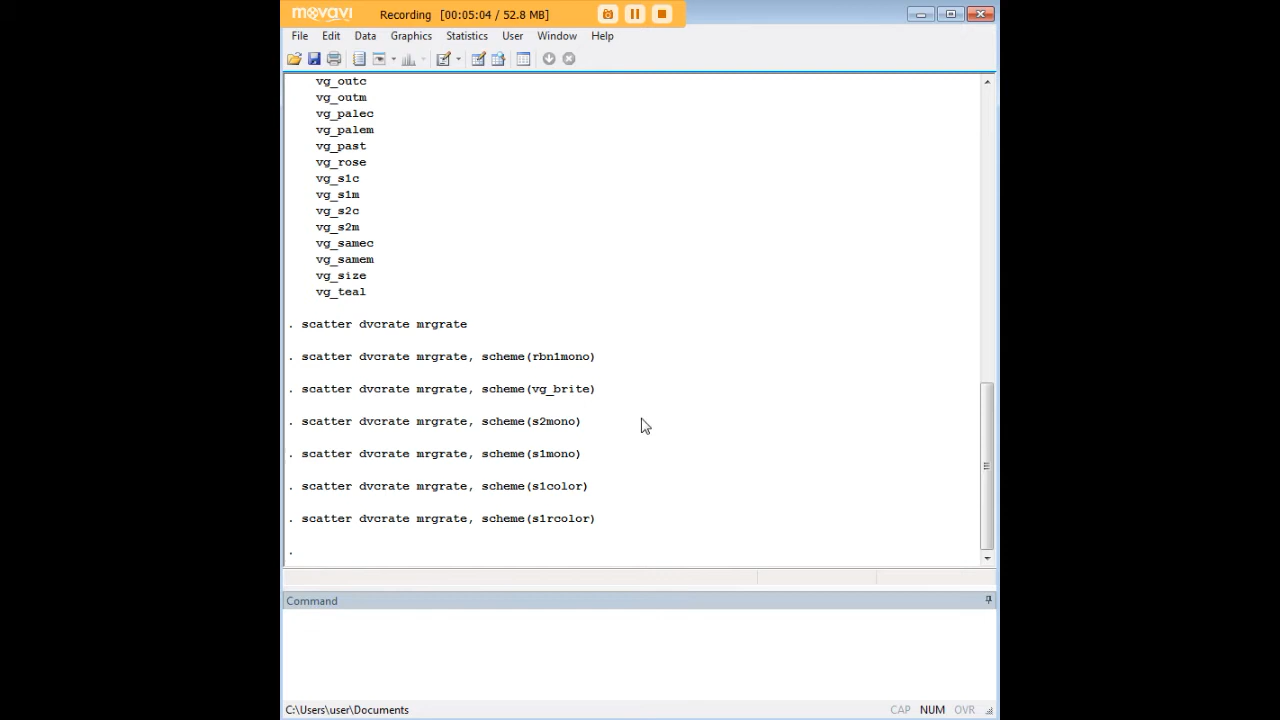 movavi Recording [00:05:04 / 52.8 MB]
File Edit Data Graphics Statistics User Window Help
vg_outc
vg_outm
vg_palec
vg_palem
vg_past
vg_rose
vg_s1c
vg_s1m
vg_s2c
vg_s2m
vg_samec
vg_samem
vg_size
vg_teal
. scatter dvcrate mrgrate
. scatter dvcrate mrgrate, scheme(rbn1mono)
. scatter dvcrate mrgrate, scheme(vg_brite)
. scatter dvcrate mrgrate, scheme(s2mono)
. scatter dvcrate mrgrate, scheme(s1mono)
. scatter dvcrate mrgrate, scheme(s1color)
. scatter dvcrate mrgrate, scheme(s1rcolor)
.
Command
C:\Users\user\Documents CAP NUM OVR